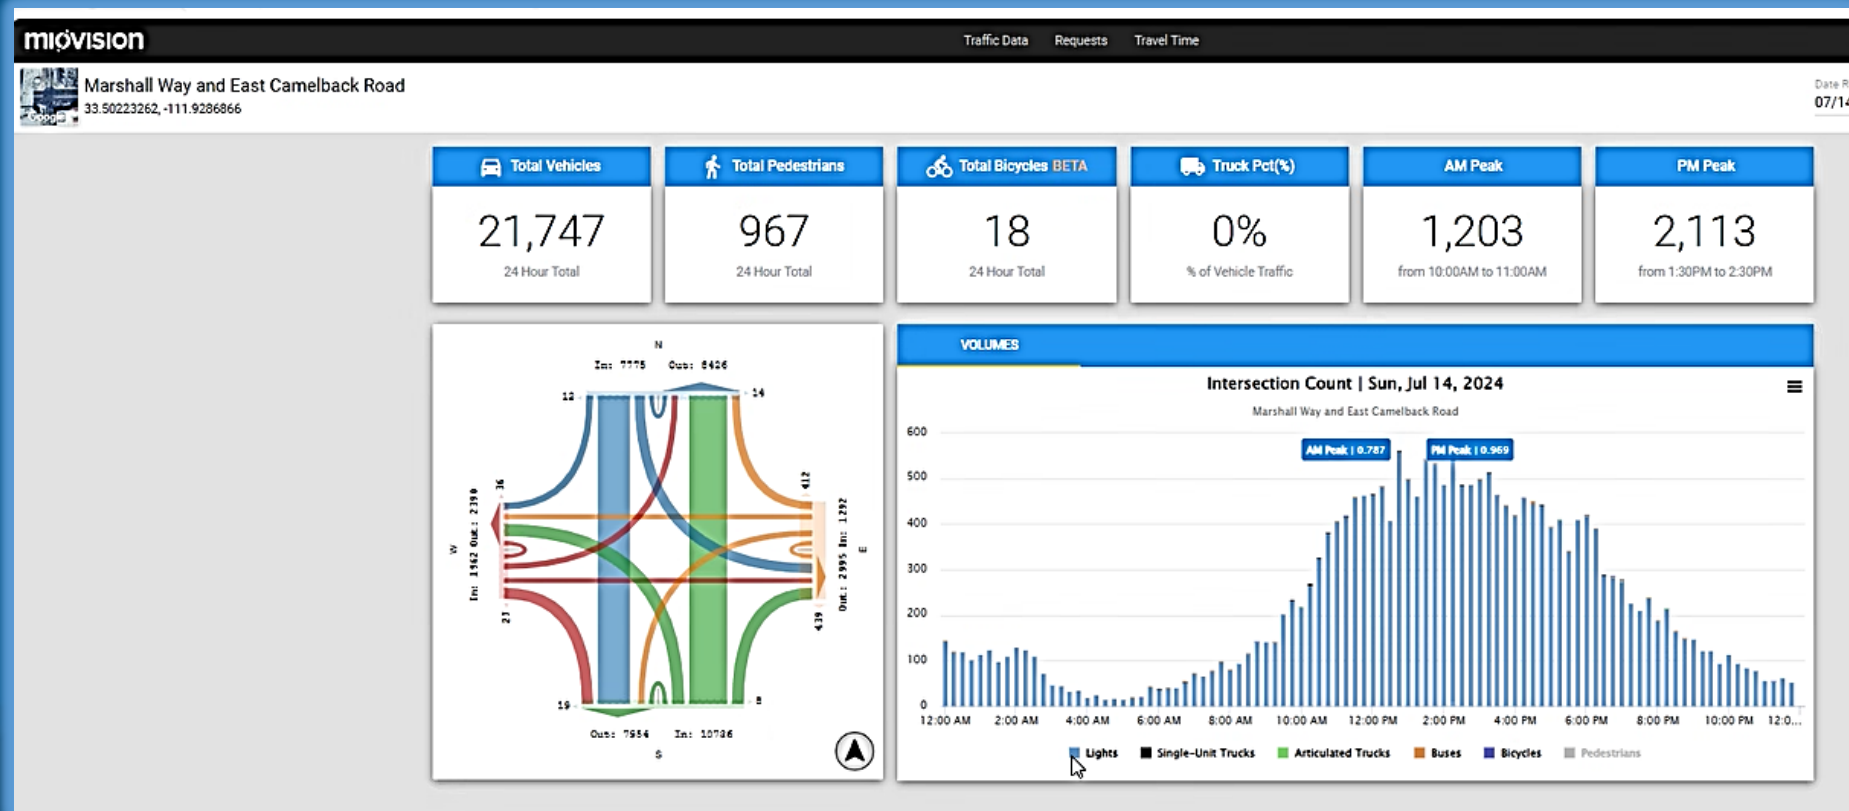 miovision
Traffic Data Requests Travel Time
Marshall Way and East Camelback Road
33.50223262, -111.9286866
Date R
07/14
Google
Total Vehicles
21,747
24 Hour Total
Total Pedestrians
967
24 Hour Total
Total Bicycles BETA
18
24 Hour Total
Truck Pct(%)
0%
% of Vehicle Traffic
AM Peak
1,203
from 10:00AM to 11:00AM
PM Peak
2,113
from 1:30PM to 2:30PM
N
In: 7775 Out: 8426
12
14
36
412
W
In: 1962 Out: 2390
Out: 2995 In: 1292
E
23
439
19
8
Out: 7954 In: 10736
S
VOLUMES
Intersection Count | Sun, Jul 14, 2024
Marshall Way and East Camelback Road
AM Peak | 0.787
PM Peak | 0.969
600
500
400
300
200
100
0
12:00 AM 2:00 AM 4:00 AM 6:00 AM 8:00 AM 10:00 AM 12:00 PM 2:00 PM 4:00 PM 6:00 PM 8:00 PM 10:00 PM 12:0...
Lights Single-Unit Trucks Articulated Trucks Buses Bicycles Pedestrians